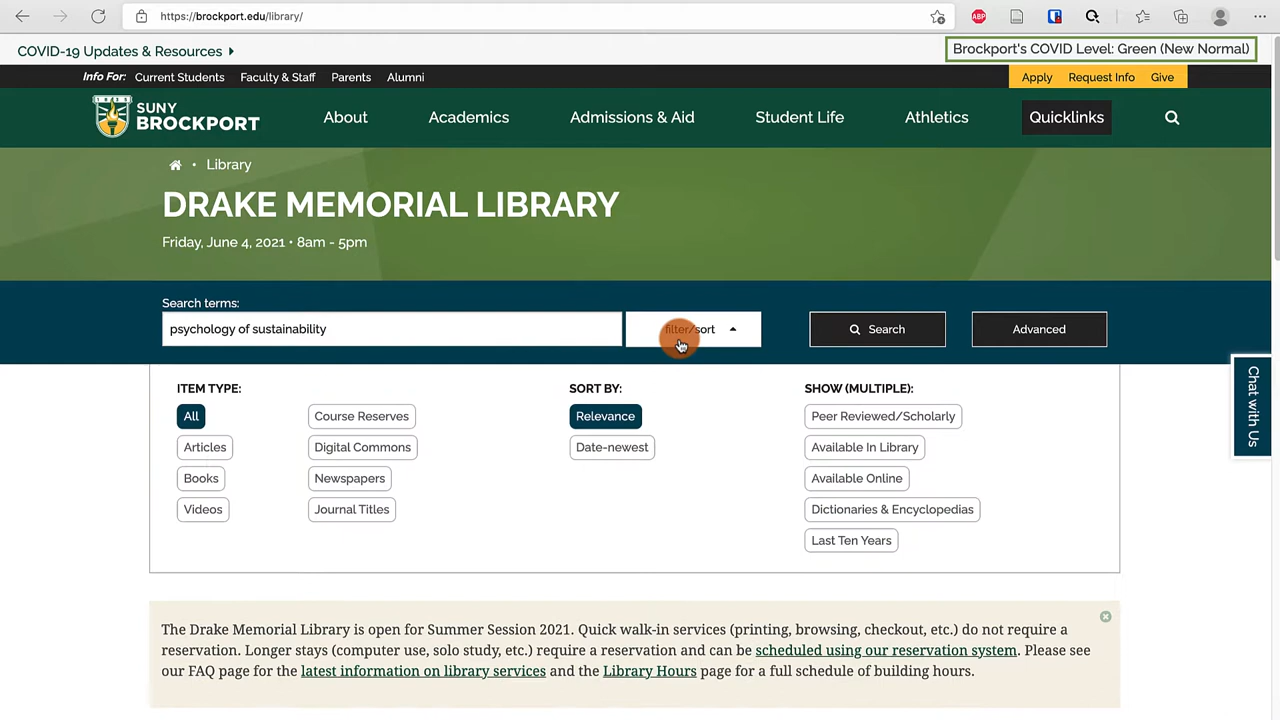 https://brockport.edu/library/
ABP
COVID-19 Updates & Resources
Brockport's COVID Level: Green (New Normal)
Info For: Current Students Faculty & Staff Parents Alumni
Apply Request Info Give
SUNY
BROCKPORT
About Academics Admissions & Aid Student Life Athletics Quicklinks
Library
DRAKE MEMORIAL LIBRARY
Friday, June 4, 2021 • 8am - 5pm
Search terms:
psychology of sustainability
filter/sort
Search
Advanced
Chat with Us
ITEM TYPE:
All
Articles
Books
Videos
Course Reserves
Digital Commons
Newspapers
Journal Titles
SORT BY:
Relevance
Date-newest
SHOW (MULTIPLE):
Peer Reviewed/Scholarly
Available In Library
Available Online
Dictionaries & Encyclopedias
Last Ten Years
The Drake Memorial Library is open for Summer Session 2021. Quick walk-in services (printing, browsing, checkout, etc.) do not require a
reservation. Longer stays (computer use, solo study, etc.) require a reservation and can be scheduled using our reservation system. Please see
our FAQ page for the latest information on library services and the Library Hours page for a full schedule of building hours.